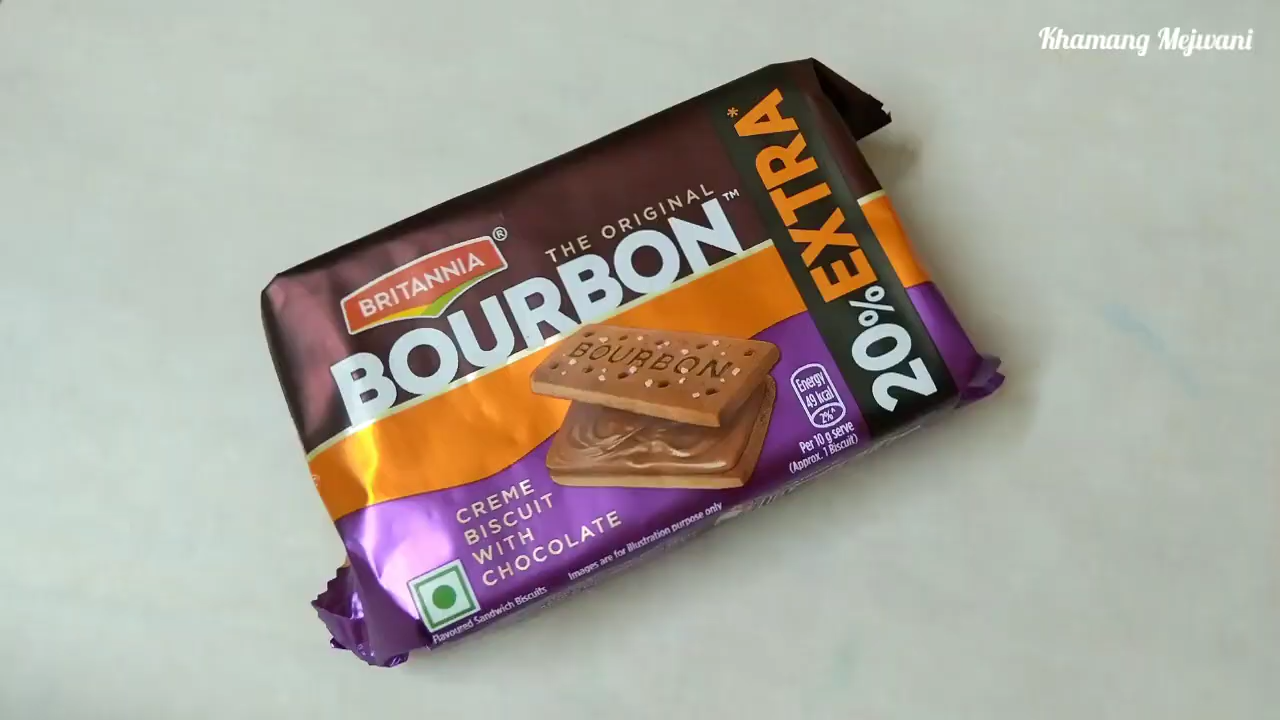 Khamang Mejwani
20% EXTRA*
BRITANNIA®
THE ORIGINAL
BOURBON™
BOURBON
Energy
49 kcal
2%^
Per 10 g serve
(Approx. 1 Biscuit)
CREME
BISCUIT
WITH
CHOCOLATE
Images are for illustration purpose only
Flavoured Sandwich Biscuits